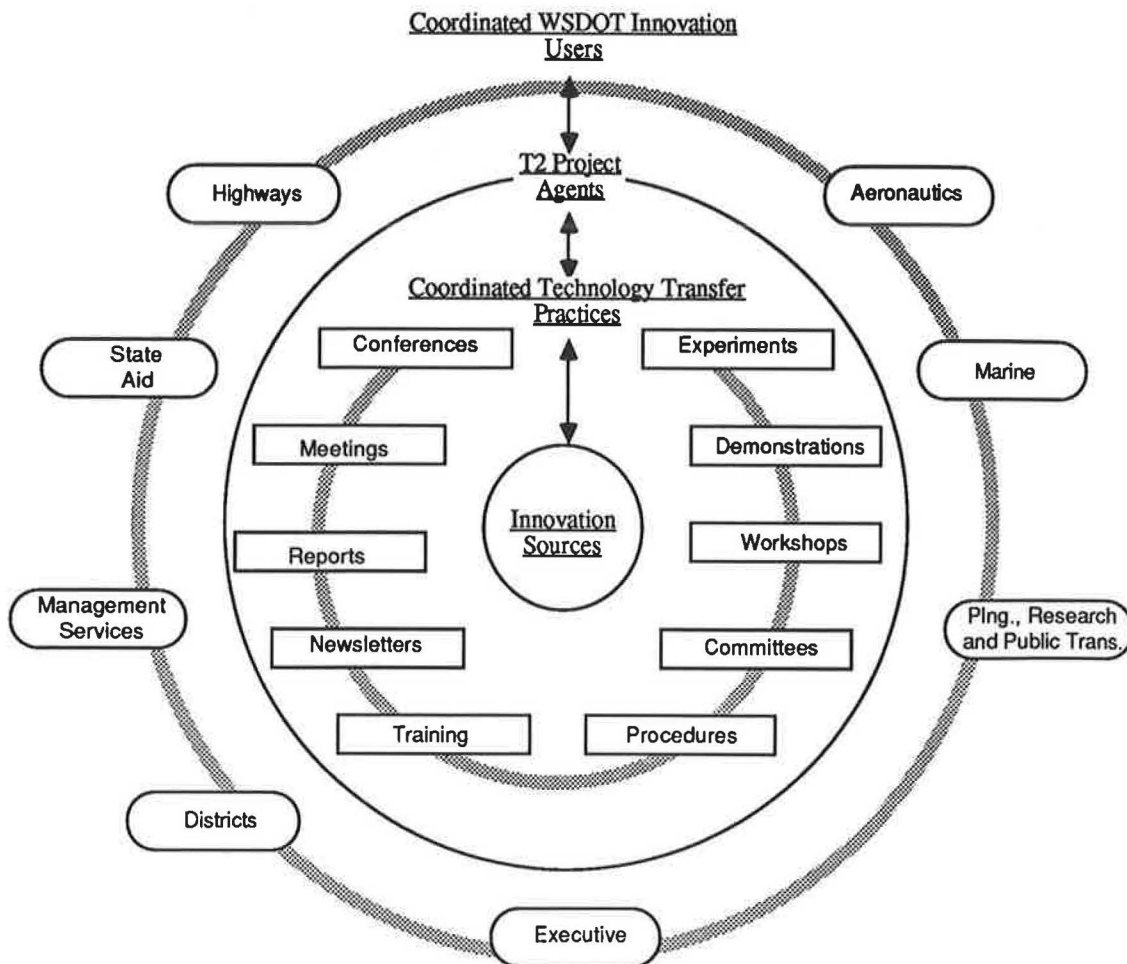 Coordinated WSDOT Innovation
Users
T2 Project
Agents
Highways
Aeronautics
Coordinated Technology Transfer
Practices
Conferences
Experiments
State
Aid
Marine
Meetings
Demonstrations
Innovation
Sources
Reports
Workshops
Management
Services
Plng., Research
and Public Trans.
Newsletters
Committees
Training
Procedures
Districts
Executive